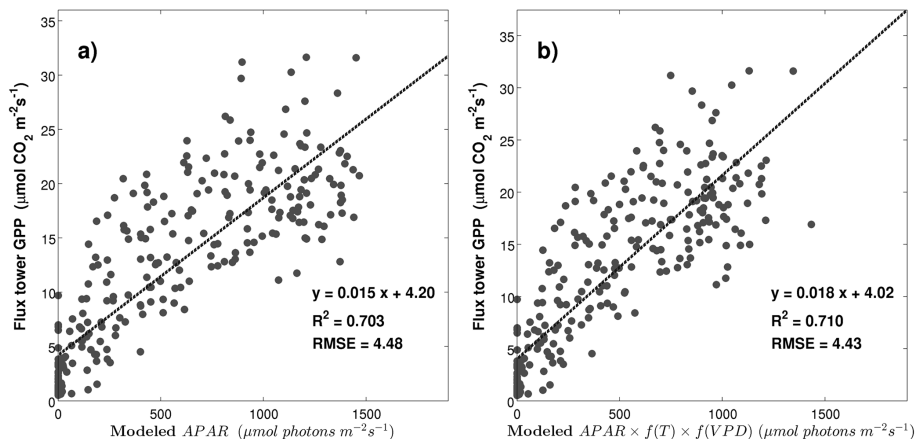 a)
Flux tower GPP (μmol CO2 m-2s-1)
35
30
25
20
15
10
5
0
y = 0.015 x + 4.20
R2 = 0.703
RMSE = 4.48
0 500 1000 1500
Modeled APAR (μmol photons m−2s−1)
b)
Flux tower GPP (μmol CO2 m-2s-1)
35
30
25
20
15
10
5
0
y = 0.018 x + 4.02
R2 = 0.710
RMSE = 4.43
0 500 1000 1500
Modeled APAR × f(T) × f(VPD) (μmol photons m−2s−1)